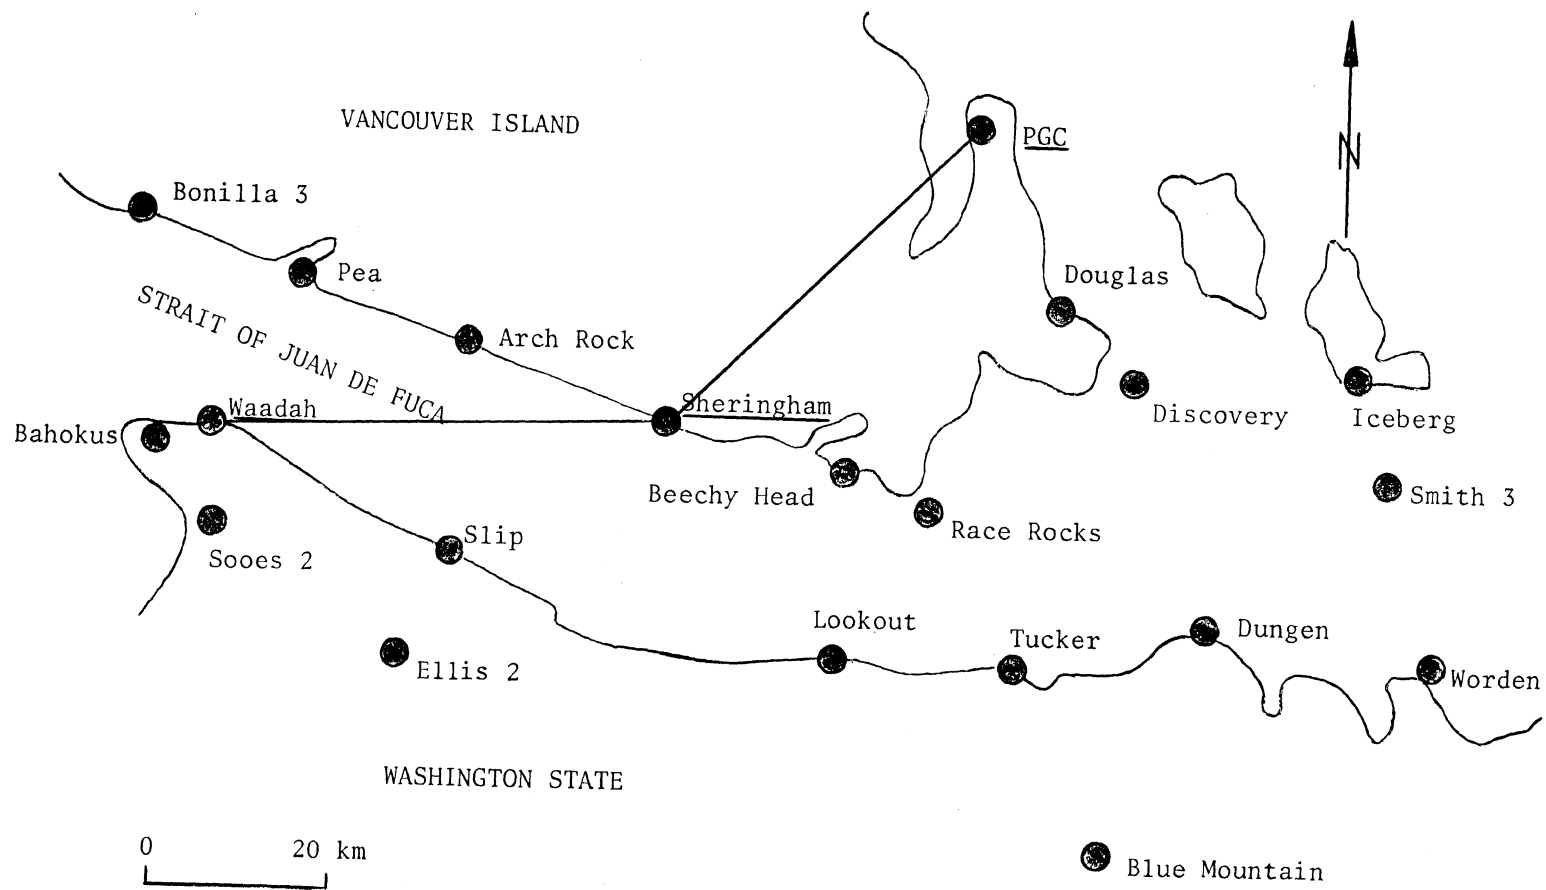 VANCOUVER ISLAND
N
PGC
Bonilla 3
Pea
Douglas
STRAIT OF JUAN DE FUCA
Arch Rock
Waadah
Sheringham
Discovery
Iceberg
Bahokus
Beechy Head
Smith 3
Race Rocks
Slip
Sooes 2
Lookout
Tucker
Dungen
Ellis 2
Worden
WASHINGTON STATE
0 20 km
Blue Mountain